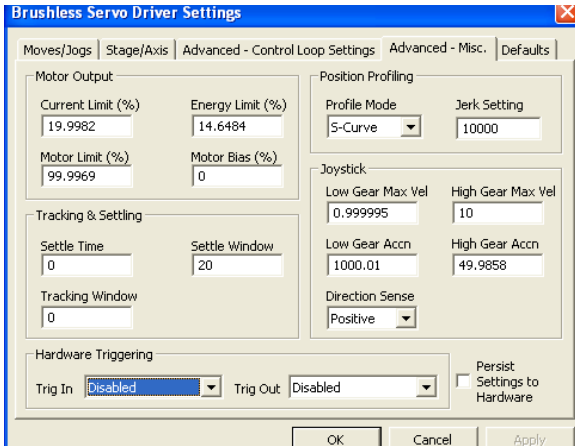 Brushless Servo Driver Settings
Moves/Jogs Stage/Axis Advanced - Control Loop Settings Advanced - Misc. Defaults
Motor Output
Current Limit (%) Energy Limit (%)
19.9982 14.6484
Motor Limit (%) Motor Bias (%)
99.9969 0
Position Profiling
Profile Mode Jerk Setting
S-Curve 10000
Tracking & Settling
Settle Time Settle Window
0 20
Tracking Window
0
Joystick
Low Gear Max Vel High Gear Max Vel
0.999995 10
Low Gear Accn High Gear Accn
1000.01 49.9858
Direction Sense
Positive
Hardware Triggering
Trig In Disabled Trig Out Disabled
Persist
Settings to
Hardware
OK Cancel Apply